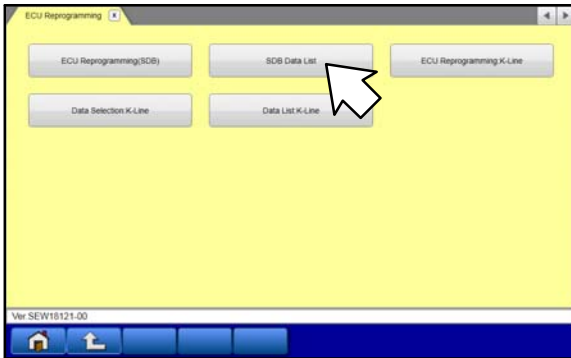 ECU Reprogramming x
ECU Reprogramming(SDB)
SDB Data List
ECU Reprogramming:K-Line
Data Selection:K-Line
Data List:K-Line
Ver.SEW18121-00